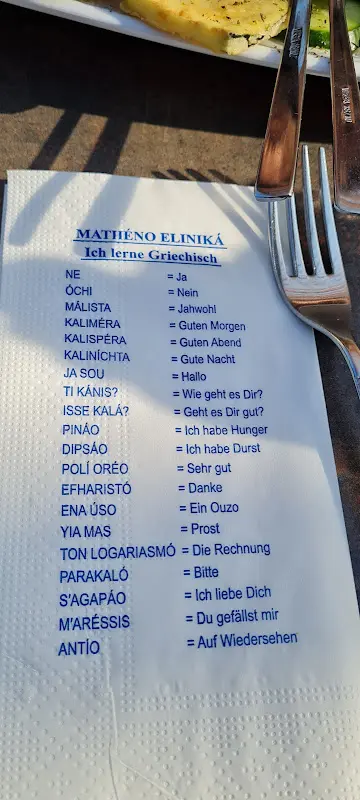 MATHÉNO ELINIKÁ
Ich lerne Griechisch
NE = Ja
ÓCHI = Nein
MÁLISTA = Jahwohl
KALIMÉRA = Guten Morgen
KALISPÉRA = Guten Abend
KALINÍCHTA = Gute Nacht
JA SOU = Hallo
TI KÁNIS? = Wie geht es Dir?
ISSE KALÁ? = Geht es Dir gut?
PINÁO = Ich habe Hunger
DIPSÁO = Ich habe Durst
POLÍ ORÉO = Sehr gut
EFHARISTÓ = Danke
ENA ÚSO = Ein Ouzo
YIA MAS = Prost
TON LOGARIASMÓ = Die Rechnung
PARAKALÓ = Bitte
S'AGAPÁO = Ich liebe Dich
M'ARÉSSIS = Du gefällst mir
ANTÍO = Auf Wiedersehen